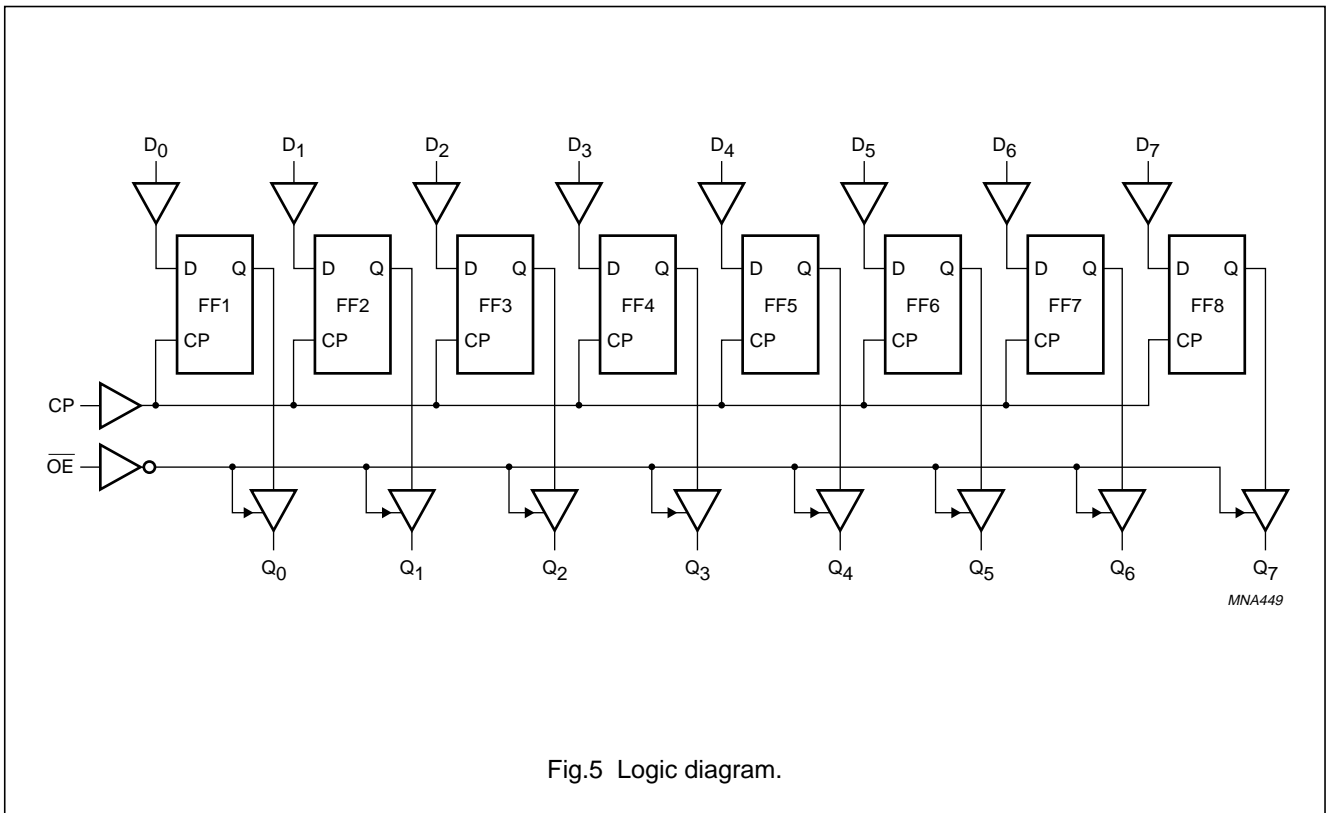 D0 D1 D2 D3 D4 D5 D6 D7
D Q D Q D Q D Q D Q D Q D Q D Q
FF1 FF2 FF3 FF4 FF5 FF6 FF7 FF8
CP CP CP CP CP CP CP CP
CP
O̅E̅
Q0 Q1 Q2 Q3 Q4 Q5 Q6 Q7
MNA449
Fig.5 Logic diagram.